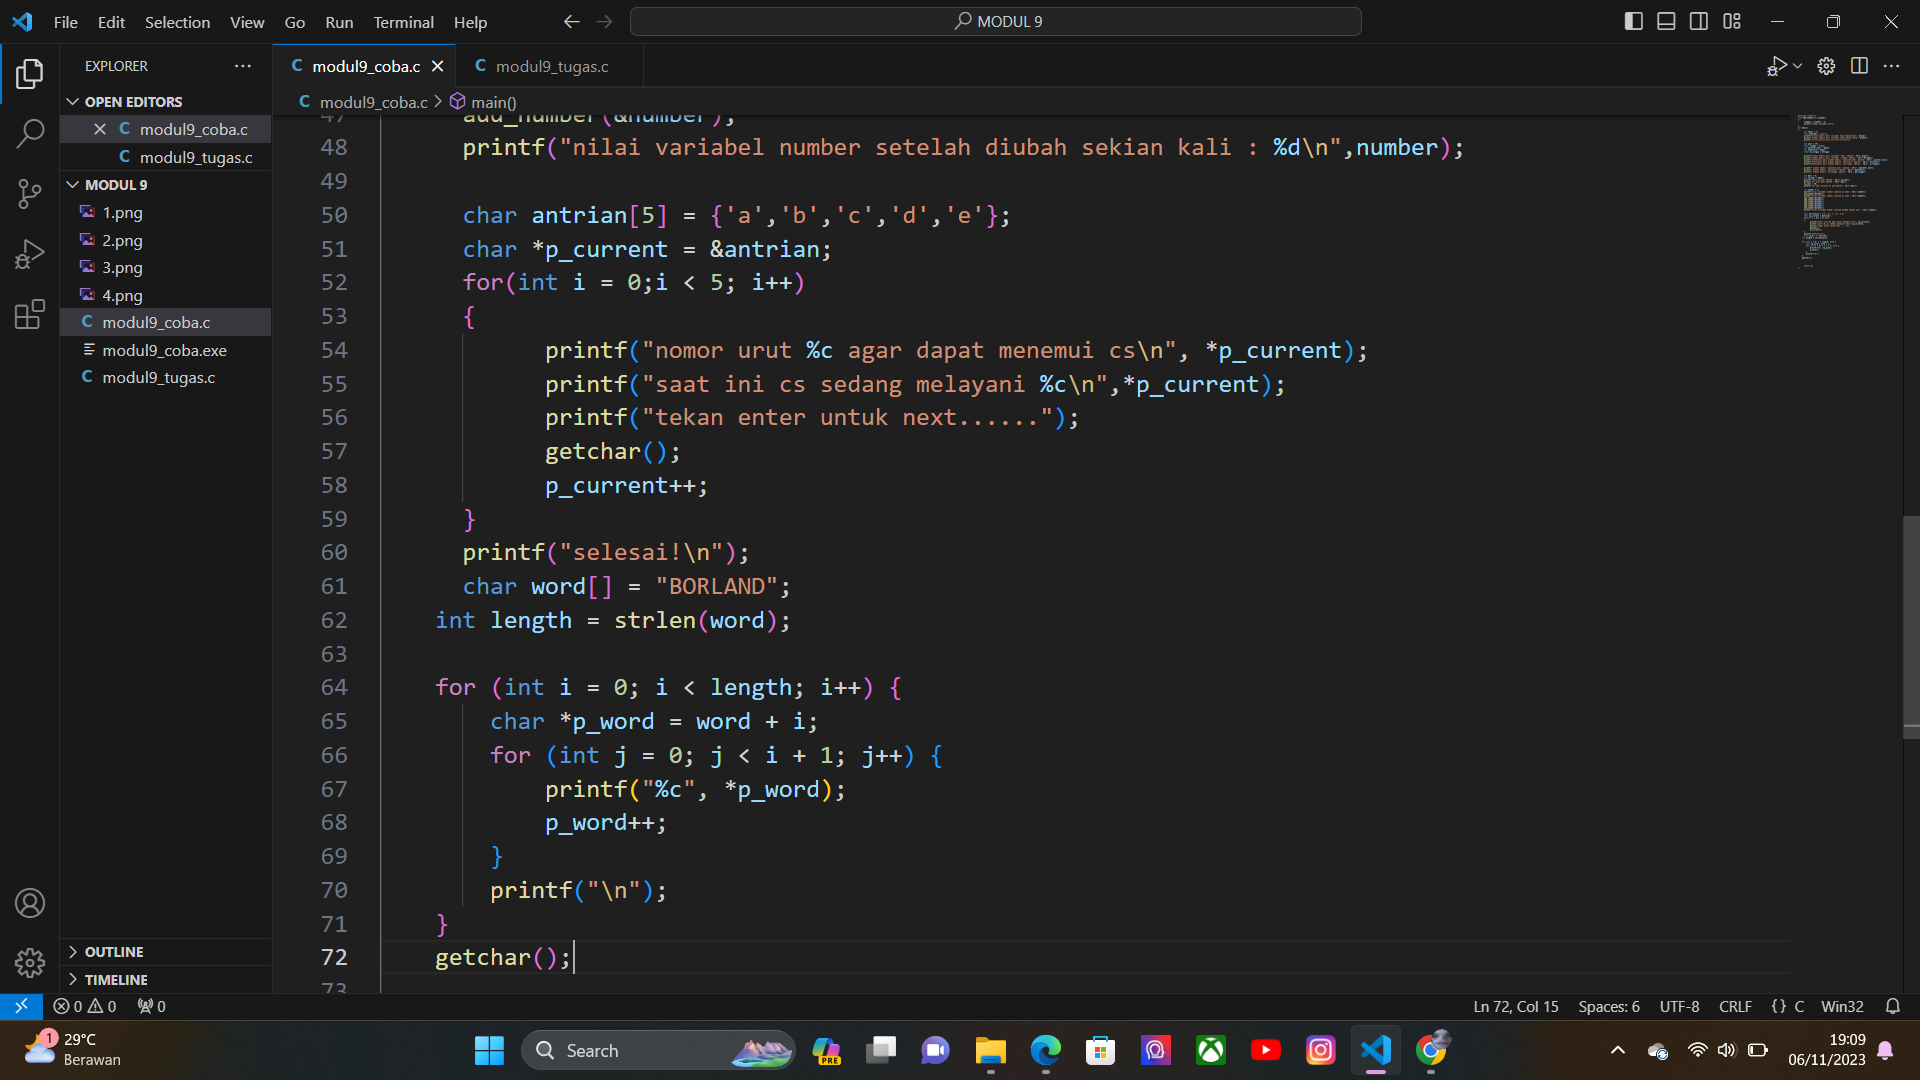 File Edit Selection View Go Run Terminal Help
MODUL 9
EXPLORER
OPEN EDITORS
modul9_coba.c
modul9_tugas.c
MODUL 9
1.png
2.png
3.png
4.png
modul9_coba.c
modul9_coba.exe
modul9_tugas.c
OUTLINE
TIMELINE
modul9_coba.c
modul9_tugas.c
modul9_coba.c > main()
47 add_number(&number);
48 printf("nilai variabel number setelah diubah sekian kali : %d\n",number);
49
50 char antrian[5] = {'a','b','c','d','e'};
51 char *p_current = &antrian;
52 for(int i = 0;i < 5; i++)
53 {
54 printf("nomor urut %c agar dapat menemui cs\n", *p_current);
55 printf("saat ini cs sedang melayani %c\n",*p_current);
56 printf("tekan enter untuk next......");
57 getchar();
58 p_current++;
59 }
60 printf("selesai!\n");
61 char word[] = "BORLAND";
62 int length = strlen(word);
63
64 for (int i = 0; i < length; i++) {
65 char *p_word = word + i;
66 for (int j = 0; j < i + 1; j++) {
67 printf("%c", *p_word);
68 p_word++;
69 }
70 printf("\n");
71 }
72 getchar();
73
0 0 0
Ln 72, Col 15 Spaces: 6 UTF-8 CRLF {} C Win32
1
29°C
Berawan
Search
PRE
19:09
06/11/2023